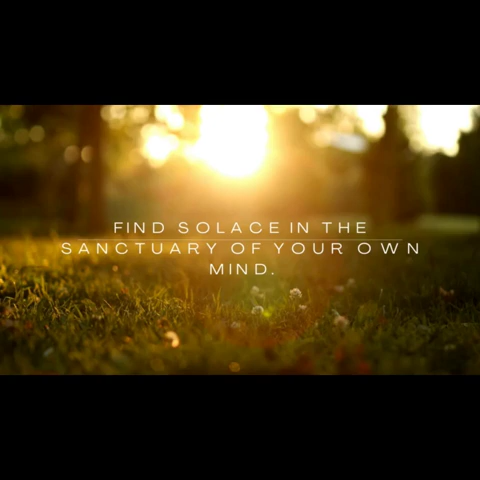 FIND SOLACE IN THE
SANCTUARY OF YOUR OWN
MIND.